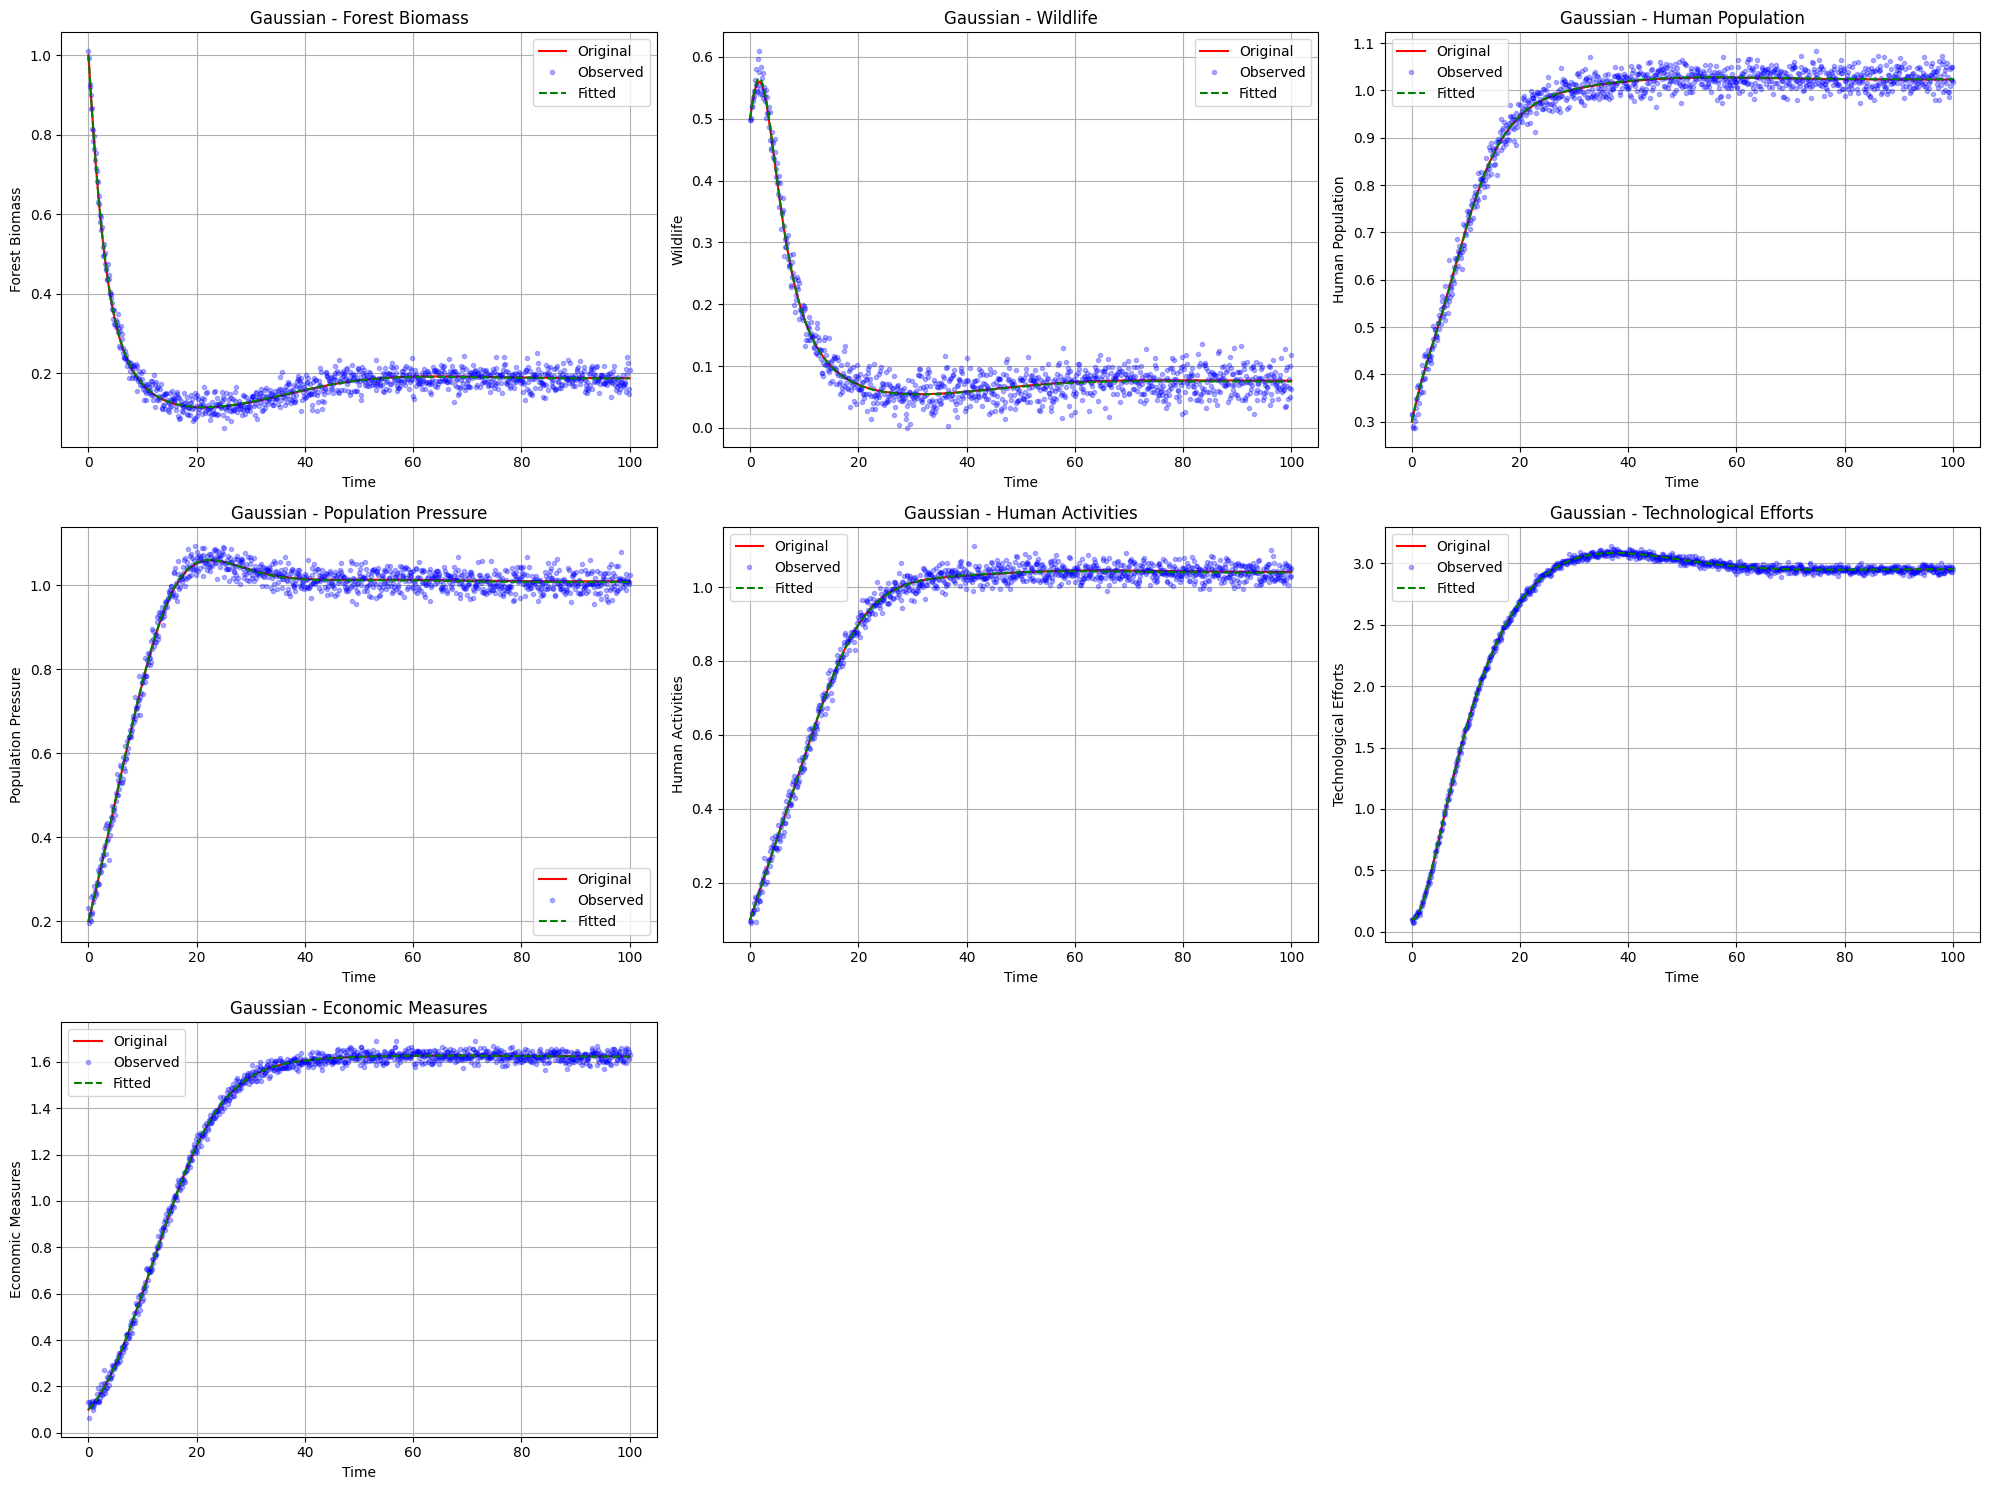 Gaussian - Forest Biomass
Forest Biomass
1.0
0.8
0.6
0.4
0.2
Original
Observed
Fitted
0 20 40 60 80 100
Time
Gaussian - Wildlife
Wildlife
0.6
0.5
0.4
0.3
0.2
0.1
0.0
Original
Observed
Fitted
0 20 40 60 80 100
Time
Gaussian - Human Population
Human Population
1.1
1.0
0.9
0.8
0.7
0.6
0.5
0.4
0.3
Original
Observed
Fitted
0 20 40 60 80 100
Time
Gaussian - Population Pressure
Population Pressure
1.0
0.8
0.6
0.4
0.2
Original
Observed
Fitted
0 20 40 60 80 100
Time
Gaussian - Human Activities
Human Activities
1.0
0.8
0.6
0.4
0.2
Original
Observed
Fitted
0 20 40 60 80 100
Time
Gaussian - Technological Efforts
Technological Efforts
3.0
2.5
2.0
1.5
1.0
0.5
0.0
Original
Observed
Fitted
0 20 40 60 80 100
Time
Gaussian - Economic Measures
Economic Measures
1.6
1.4
1.2
1.0
0.8
0.6
0.4
0.2
0.0
Original
Observed
Fitted
0 20 40 60 80 100
Time